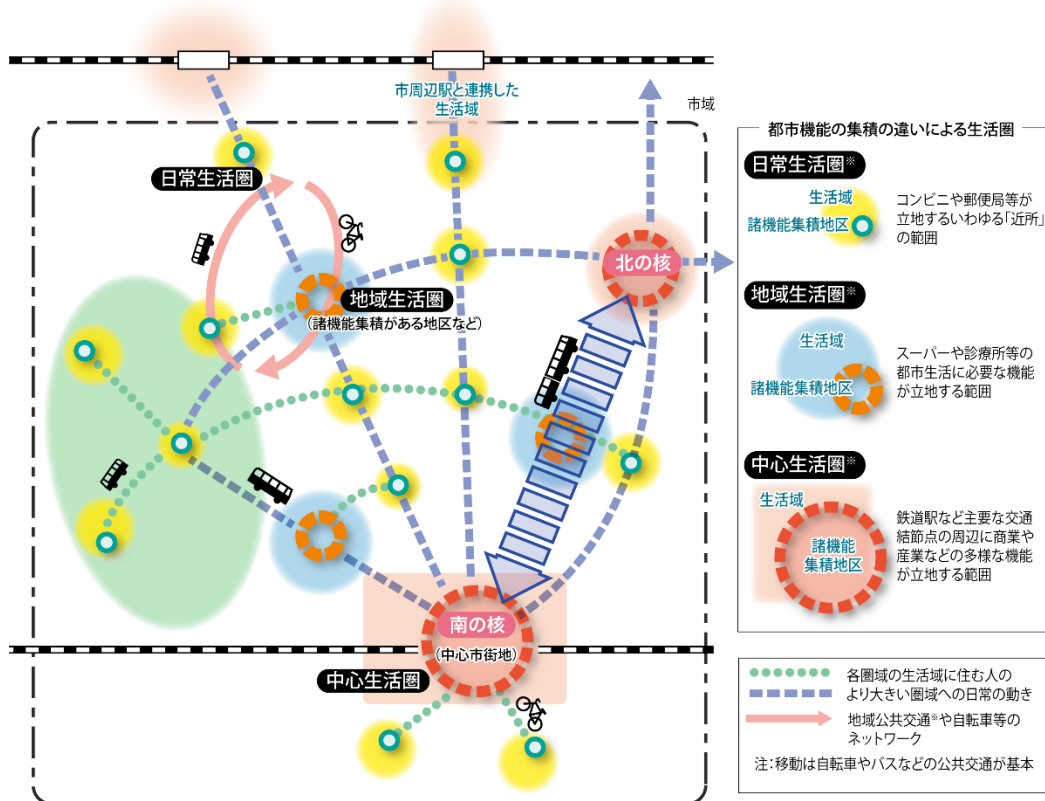 市周辺駅と連携した
生活域
市域
日常生活圏
地域生活圏
(諸機能集積がある地区など)
北の核
南の核
(中心市街地)
中心生活圏
都市機能の集積の違いによる生活圏
日常生活圏※
生活域
諸機能集積地区
コンビニや郵便局等が
立地するいわゆる「近所」
の範囲
地域生活圏※
生活域
諸機能集積地区
スーパーや診療所等の
都市生活に必要な機能
が立地する範囲
中心生活圏※
生活域
諸機能
集積地区
鉄道駅など主要な交通
結節点の周辺に商業や
産業などの多様な機能
が立地する範囲
各圏域の生活域に住む人の
より大きい圏域への日常の動き
地域公共交通※や自転車等の
ネットワーク
注：移動は自転車やバスなどの公共交通が基本